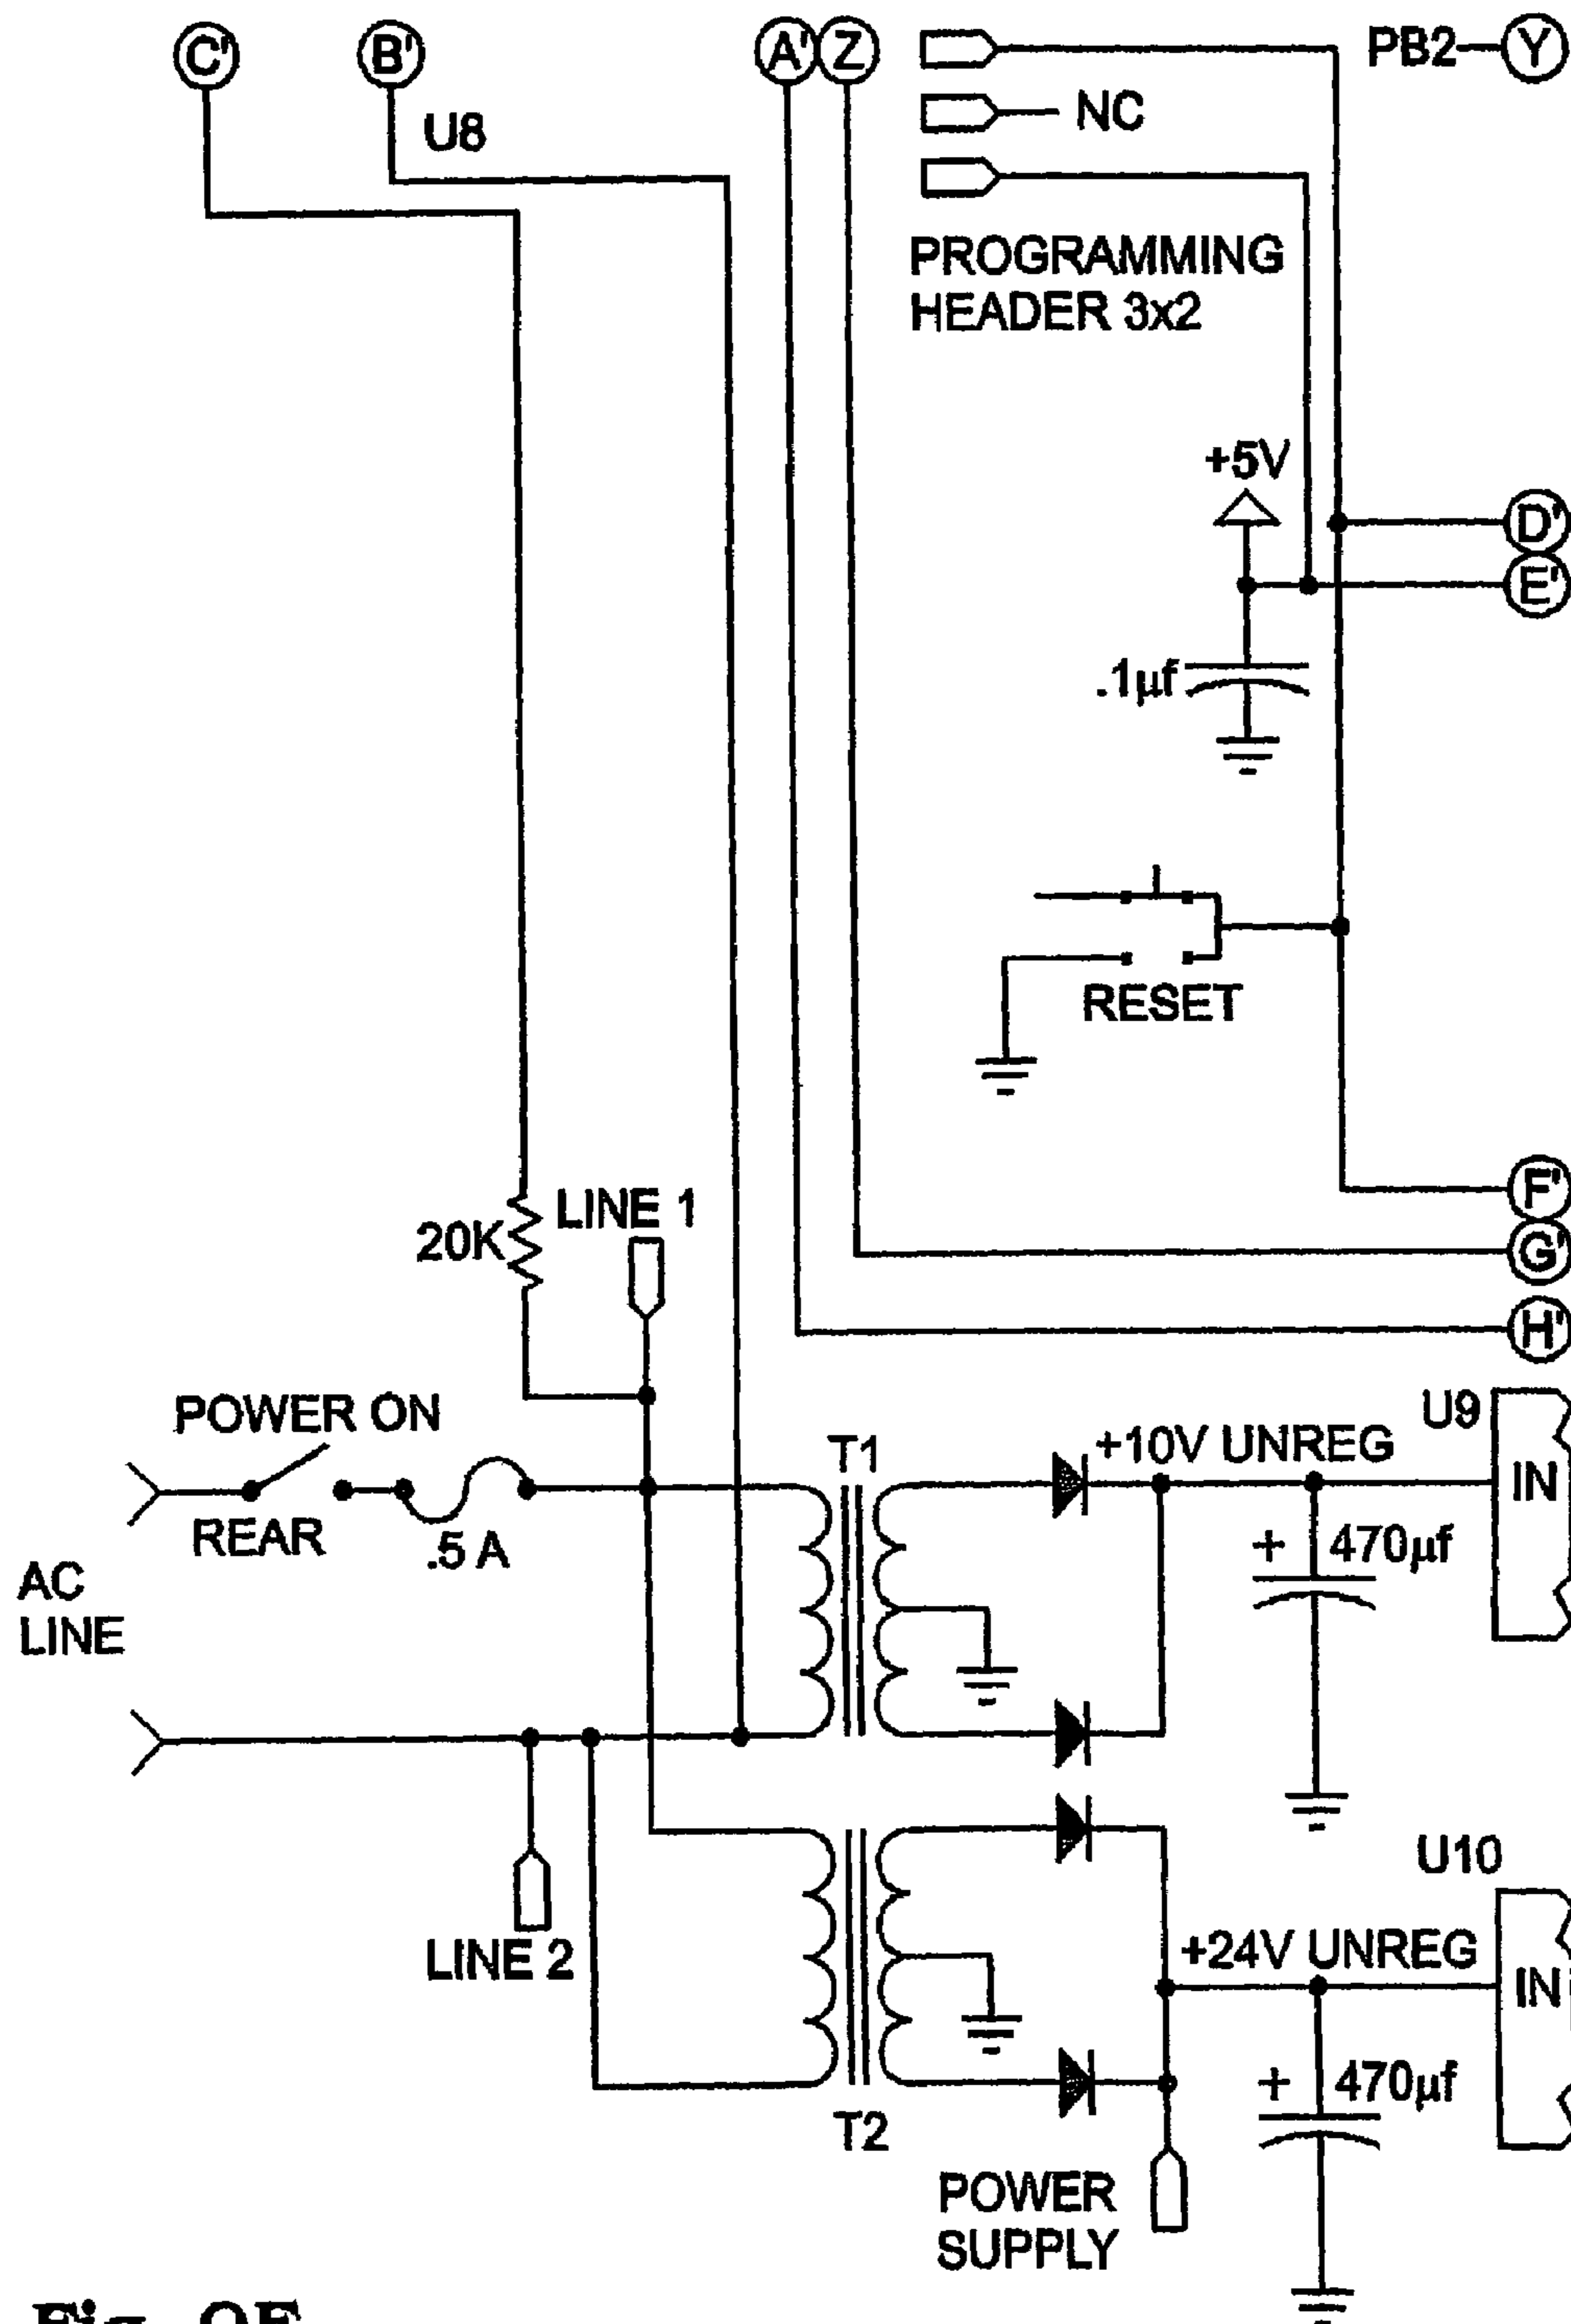 C'
B'
A'
Z
PB2
Y
U8
NC
PROGRAMMING
HEADER 3x2
+5V
D'
E'
.1µf
RESET
F'
G'
H'
20K
LINE 1
POWER ON
REAR
.5 A
AC
LINE
T1
+10V UNREG
U9
IN
+ 470µf
LINE 2
T2
U10
+24V UNREG
IN
+ 470µf
POWER
SUPPLY
Fig.